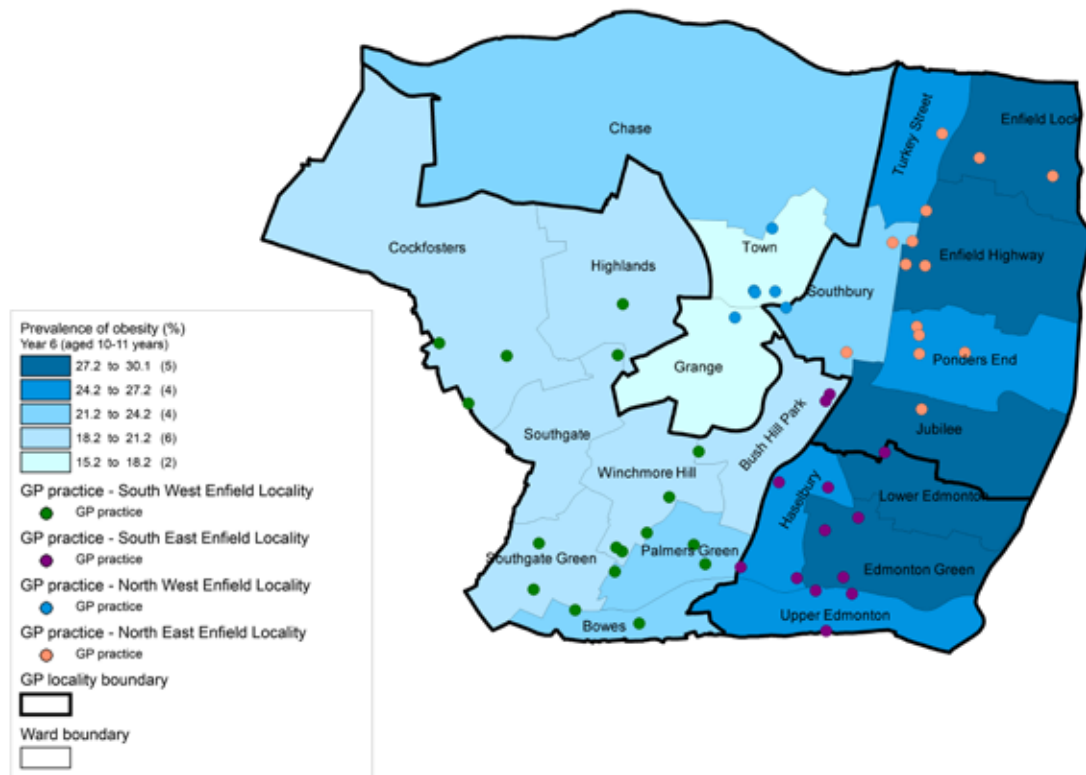 Chase
Turkey Street
Enfield Lock
Cockfosters
Highlands
Town
Enfield Highway
Southbury
Grange
Ponders End
Bush Hill Park
Southgate
Jubilee
Winchmore Hill
Haselbury
Lower Edmonton
Southgate Green
Palmers Green
Edmonton Green
Bowes
Upper Edmonton
Prevalence of obesity (%)
Year 6 (aged 10-11 years)
27.2 to 30.1 (5)
24.2 to 27.2 (4)
21.2 to 24.2 (4)
18.2 to 21.2 (6)
15.2 to 18.2 (2)
GP practice - South West Enfield Locality
GP practice
GP practice - South East Enfield Locality
GP practice
GP practice - North West Enfield Locality
GP practice
GP practice - North East Enfield Locality
GP practice
GP locality boundary
Ward boundary